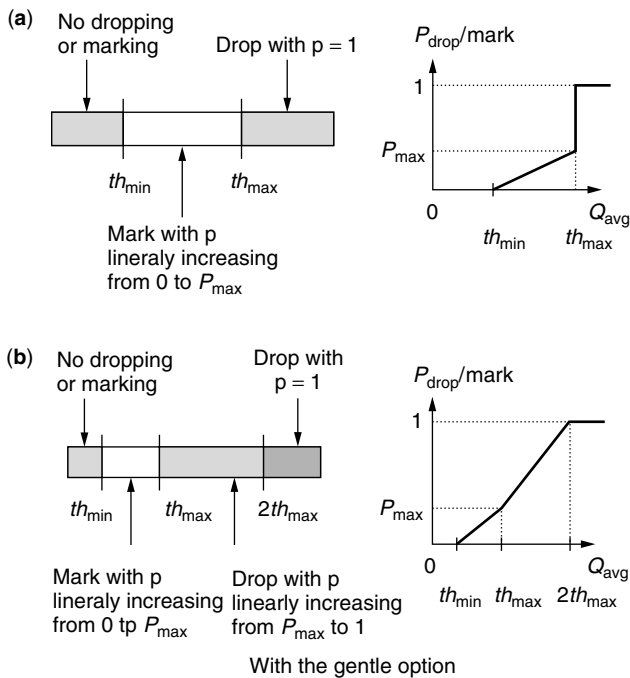 (a)
No dropping
or marking
Drop with p = 1
th_min
th_max
Mark with p
lineraly increasing
from 0 to P_max
P_drop/mark
1
P_max
0
Q_avg
th_min
th_max
(b)
No dropping
or marking
Drop with
p = 1
th_min
th_max
2th_max
Mark with p
lineraly increasing
from 0 tp P_max
Drop with p
linearly increasing
from P_max to 1
P_drop/mark
1
P_max
0
Q_avg
th_min
th_max
2th_max
With the gentle option